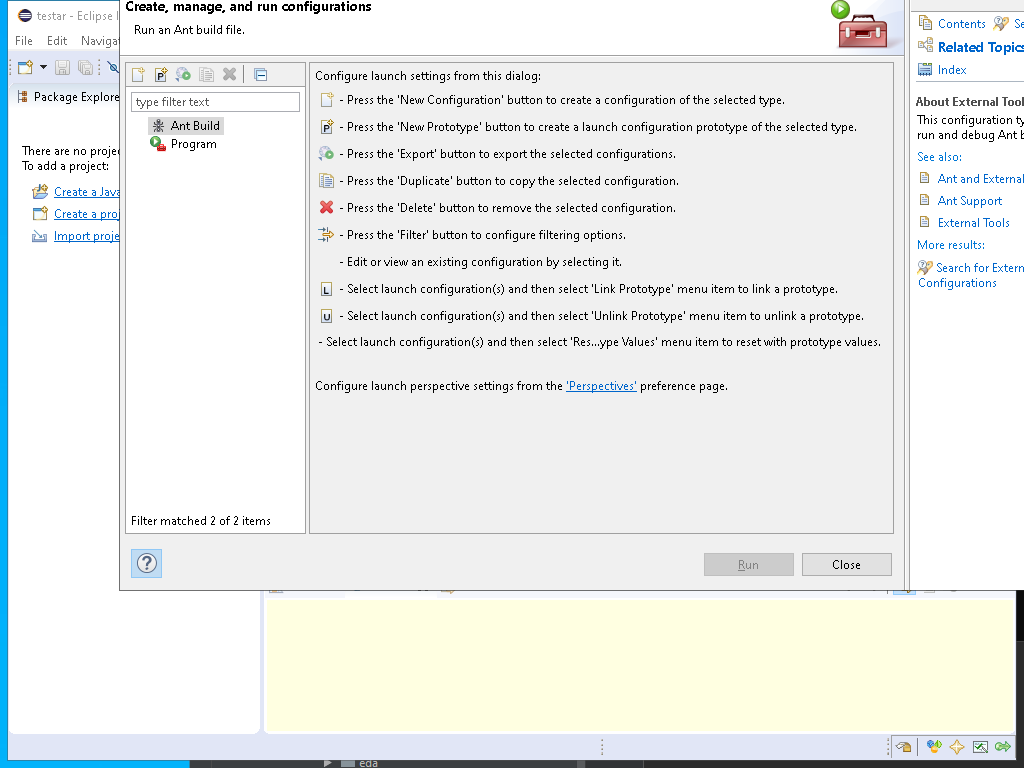 testar - Eclipse
File Edit
Package Explore
There are no
To add a project:
Create a Java
Create a
Import
Create, manage, and run configurations
Run an Ant build file.
type filter text
Ant Build
Program
Filter matched 2 of 2 items
Configure launch settings from this dialog:
- Press the 'New Configuration' button to create a configuration of the selected type.
P - Press the 'New Prototype' button to create a launch configuration prototype of the selected type.
- Press the 'Export' button to export the selected configurations.
- Press the 'Duplicate' button to copy the selected configuration.
- Press the 'Delete' button to remove the selected configuration.
- Press the 'Filter' button to configure filtering options.
- Edit or view an existing configuration by selecting it.
L - Select launch configuration(s) and then select 'Link Prototype' menu item to link a prototype.
U - Select launch configuration(s) and then select 'Unlink Prototype' menu item to unlink a prototype.
- Select launch configuration(s) and then select 'Res...ype Values' menu item to reset with prototype values.
Configure launch perspective settings from the 'Perspectives' preference page.
?
Run Close
Contents
Related Topics
Index
About External
This configuration
run and debug Ant
See also:
Ant and External
Ant Support
External Tools
More results:
Search for
Configurations
eda